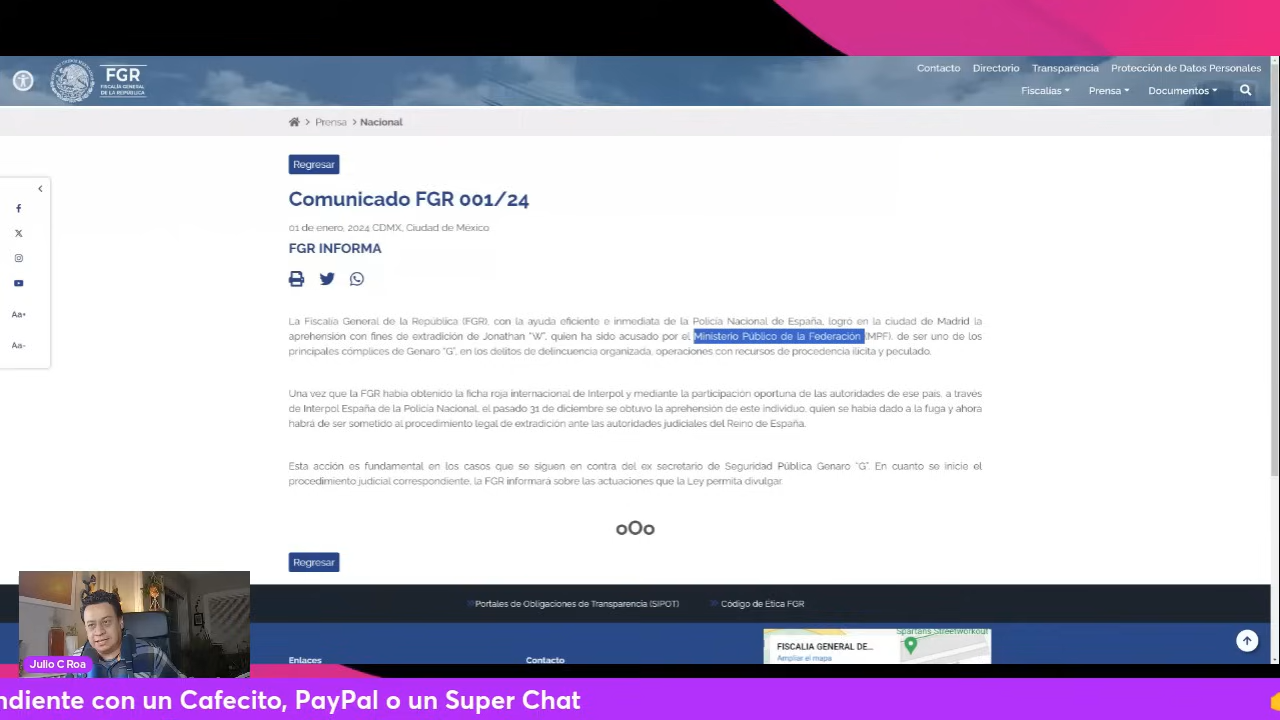 FGR
FISCALÍA GENERAL
DE LA REPÚBLICA
Contacto Directorio Transparencia Protección de Datos Personales
Fiscalías Prensa Documentos
> Prensa > Nacional
Regresar
Comunicado FGR 001/24
01 de enero, 2024 CDMX, Ciudad de México
FGR INFORMA
La Fiscalía General de la República (FGR), con la ayuda eficiente e inmediata de la Policía Nacional de España, logró en la ciudad de Madrid la
aprehensión con fines de extradición de Jonathan "W", quien ha sido acusado por el Ministerio Público de la Federación (MPF), de ser uno de los
principales cómplices de Genaro "G", en los delitos de delincuencia organizada, operaciones con recursos de procedencia ilícita y peculado.
Una vez que la FGR había obtenido la ficha roja internacional de Interpol y mediante la participación oportuna de las autoridades de ese país, a través
de Interpol España de la Policía Nacional, el pasado 31 de diciembre se obtuvo la aprehensión de este individuo, quien se había dado a la fuga y ahora
habrá de ser sometido al procedimiento legal de extradición ante las autoridades judiciales del Reino de España.
Esta acción es fundamental en los casos que se siguen en contra del ex secretario de Seguridad Pública Genaro "G". En cuanto se inicie el
procedimiento judicial correspondiente, la FGR informará sobre las actuaciones que la Ley permita divulgar.
oOo
Regresar
Aa+
Aa-
Portales de Obligaciones de Transparencia (SIPOT) Código de Ética FGR
Enlaces Contacto
Spartans Streetworkout
FISCALIA GENERAL DE...
Ampliar el mapa
Julio C Roa
ndiente con un Cafecito, PayPal o un Super Chat